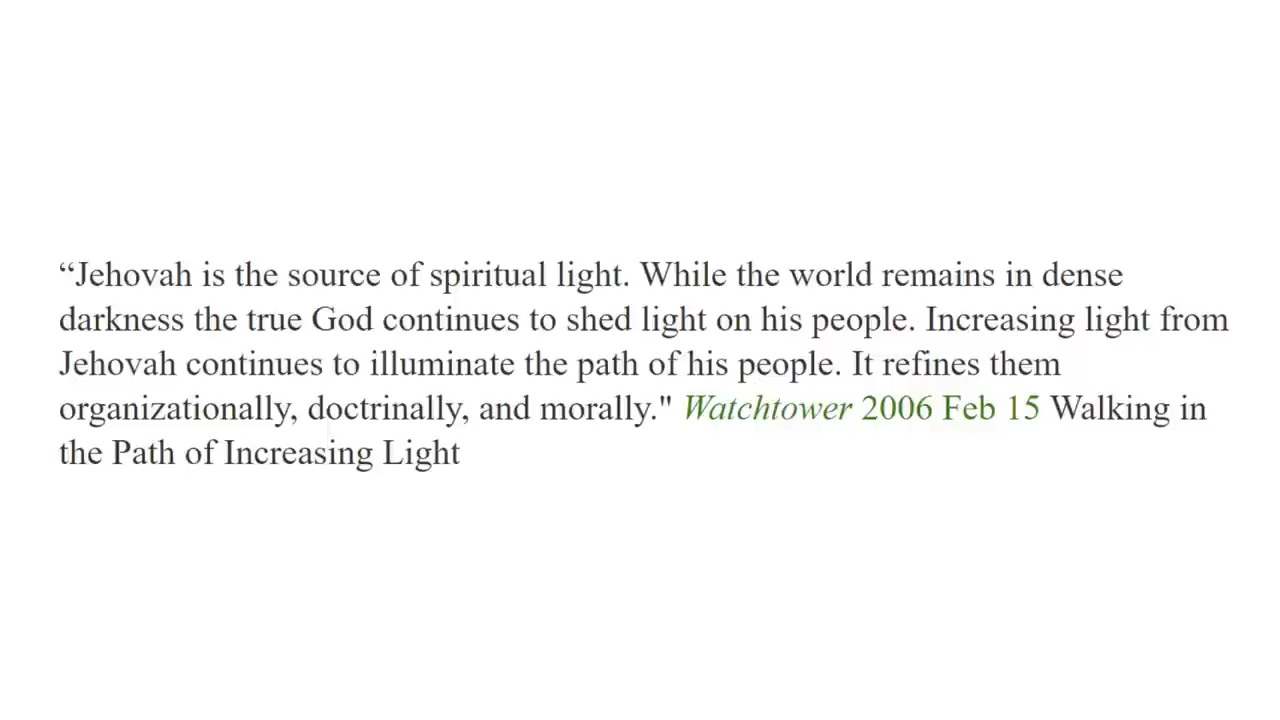 “Jehovah is the source of spiritual light. While the world remains in dense
darkness the true God continues to shed light on his people. Increasing light from
Jehovah continues to illuminate the path of his people. It refines them
organizationally, doctrinally, and morally." Watchtower 2006 Feb 15 Walking in
the Path of Increasing Light